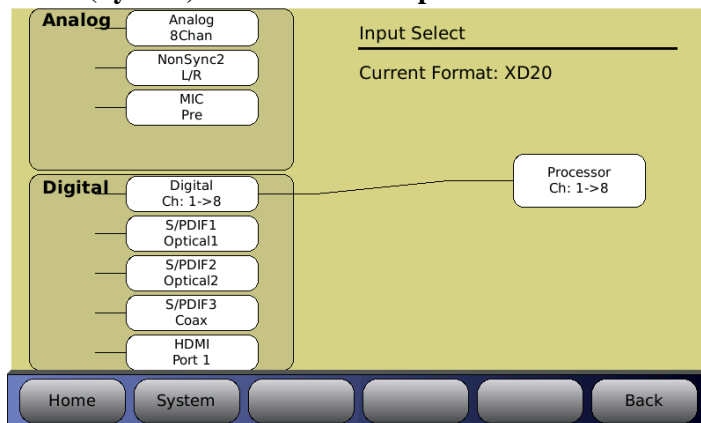 Analog
Analog
8Chan
NonSync2
L/R
MIC
Pre
Input Select
Current Format: XD20
Digital
Digital
Ch: 1->8
S/PDIF1
Optical1
S/PDIF2
Optical2
S/PDIF3
Coax
HDMI
Port 1
Processor
Ch: 1->8
Home
System
Back